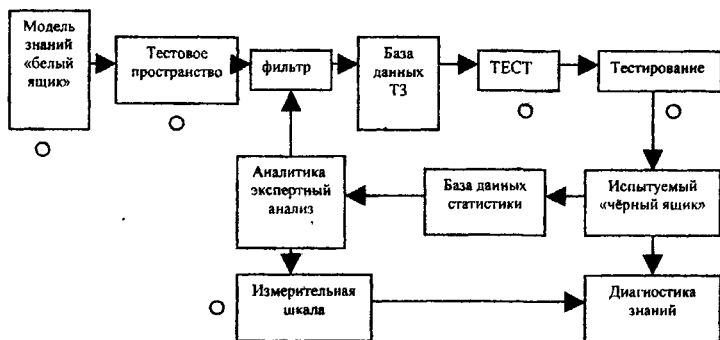 Модель
знаний
«белый
ящик»
Тестовое
пространство
фильтр
База
данных
ТЗ
ТЕСТ
Тестирование
Аналитика
экспертный
анализ
База данных
статистики
Испытуемый
«чёрный ящик»
Измерительная
шкала
Диагностика
знаний